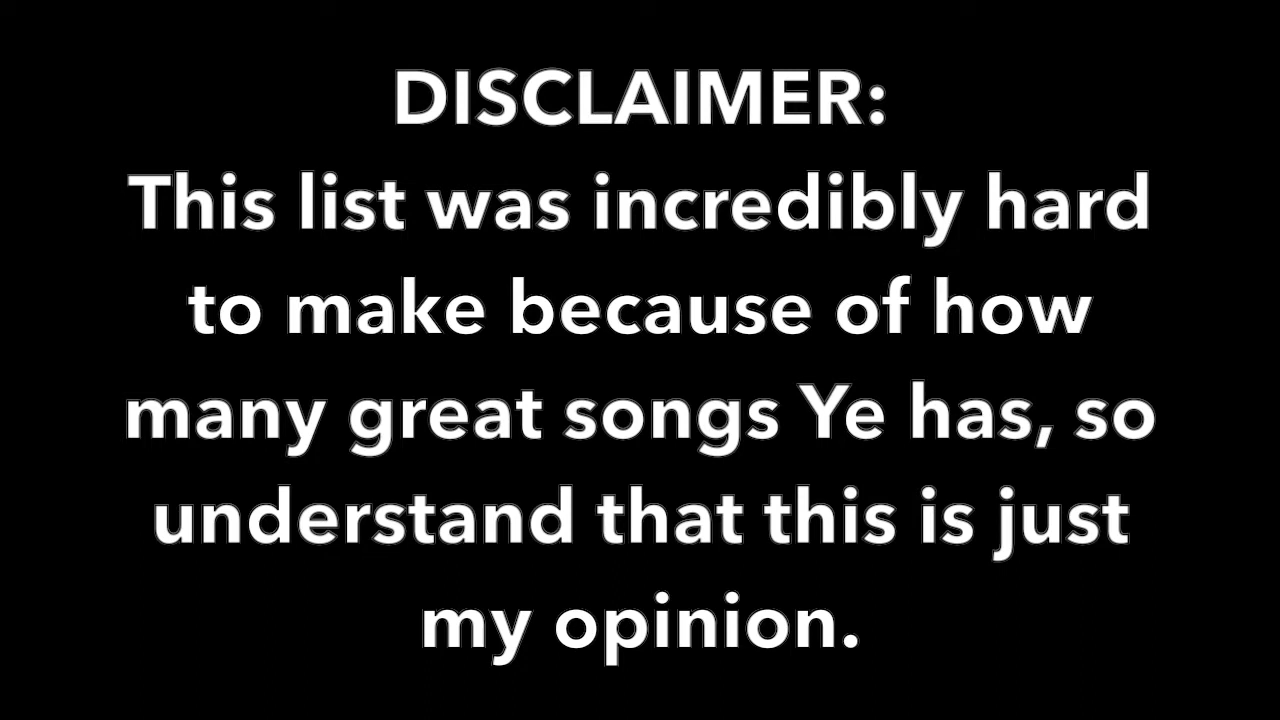 DISCLAIMER:
This list was incredibly hard
to make because of how
many great songs Ye has, so
understand that this is just
my opinion.